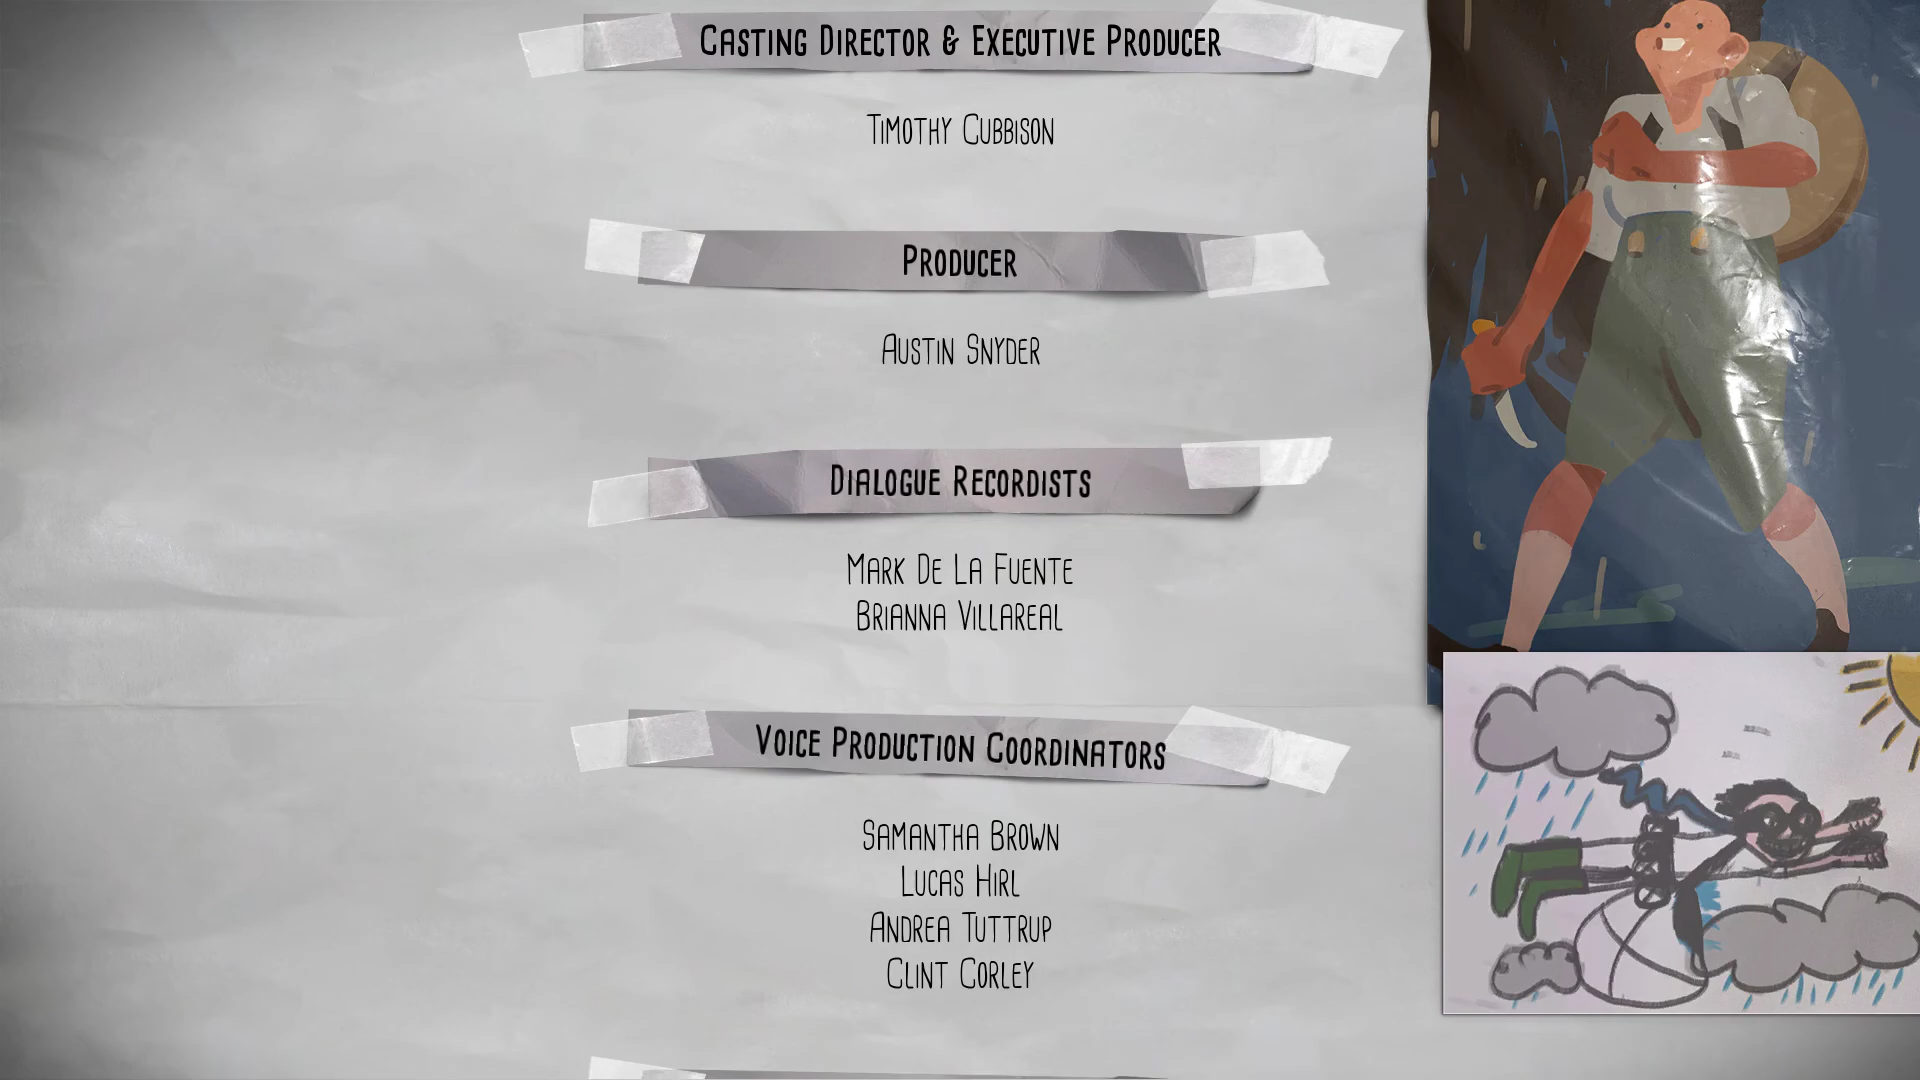 Casting Director & Executive Producer
Timothy Cubbison
Producer
Austin Snyder
Dialogue Recordists
Mark De La Fuente
Brianna Villareal
Voice Production Coordinators
Samantha Brown
Lucas Hirl
Andrea Tuttrup
Clint Corley